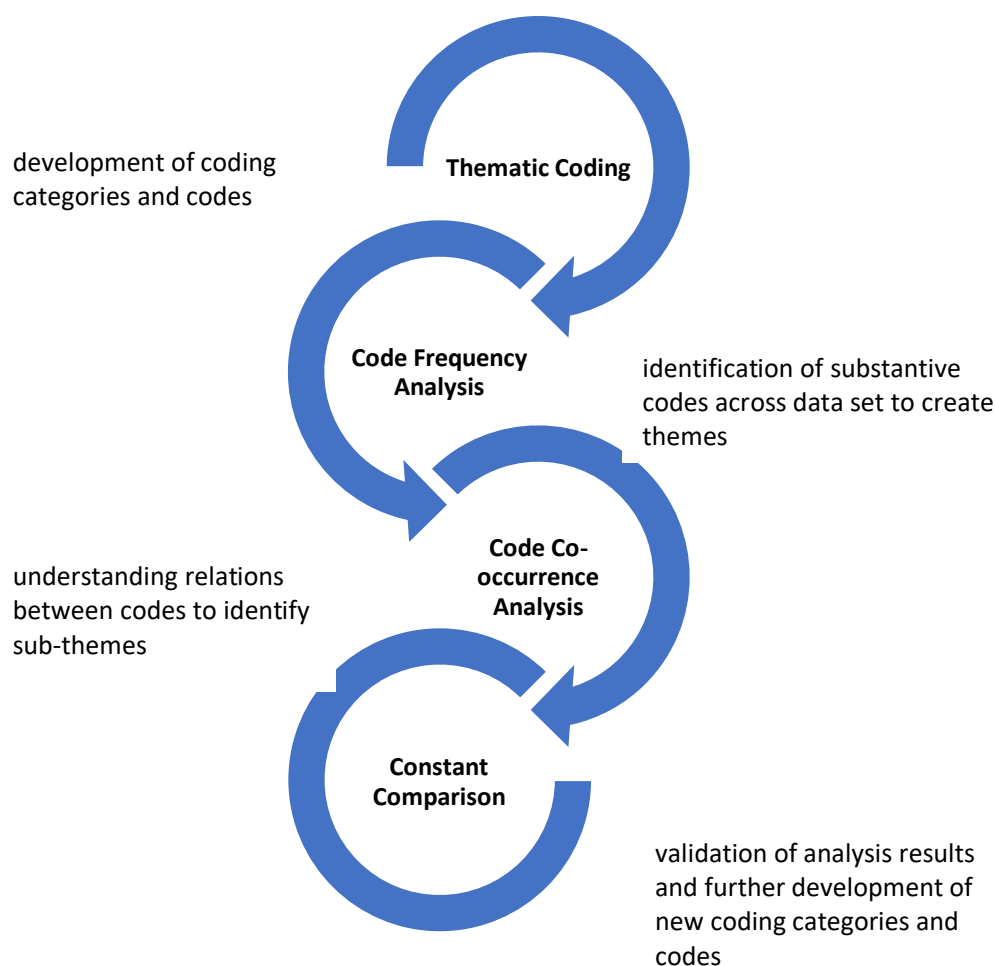 Thematic Coding
development of coding
categories and codes
Code Frequency
Analysis
identification of substantive
codes across data set to create
themes
Code Co-
occurrence
Analysis
understanding relations
between codes to identify
sub-themes
Constant
Comparison
validation of analysis results
and further development of
new coding categories and
codes